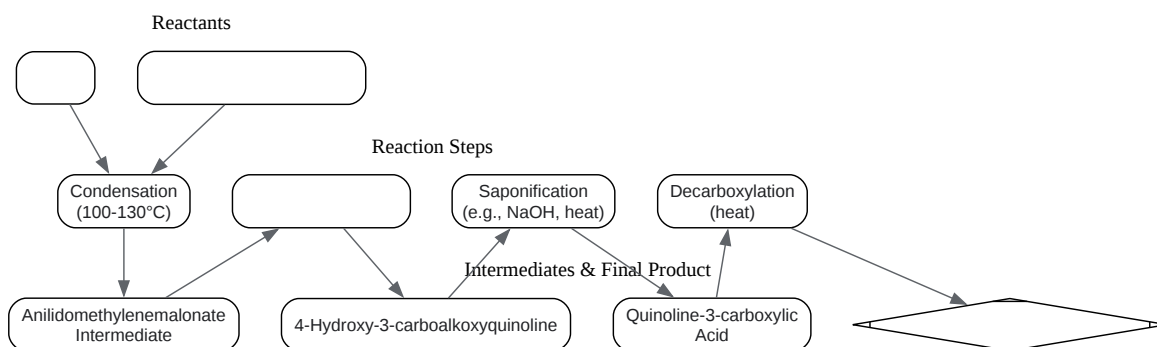 Reactants
Reaction Steps
Condensation
(100-130°C)
Saponification
(e.g., NaOH, heat)
Decarboxylation
(heat)
Intermediates & Final Product
Anilidomethylenemalonate
Intermediate
4-Hydroxy-3-carboalkoxyquinoline
Quinoline-3-carboxylic
Acid